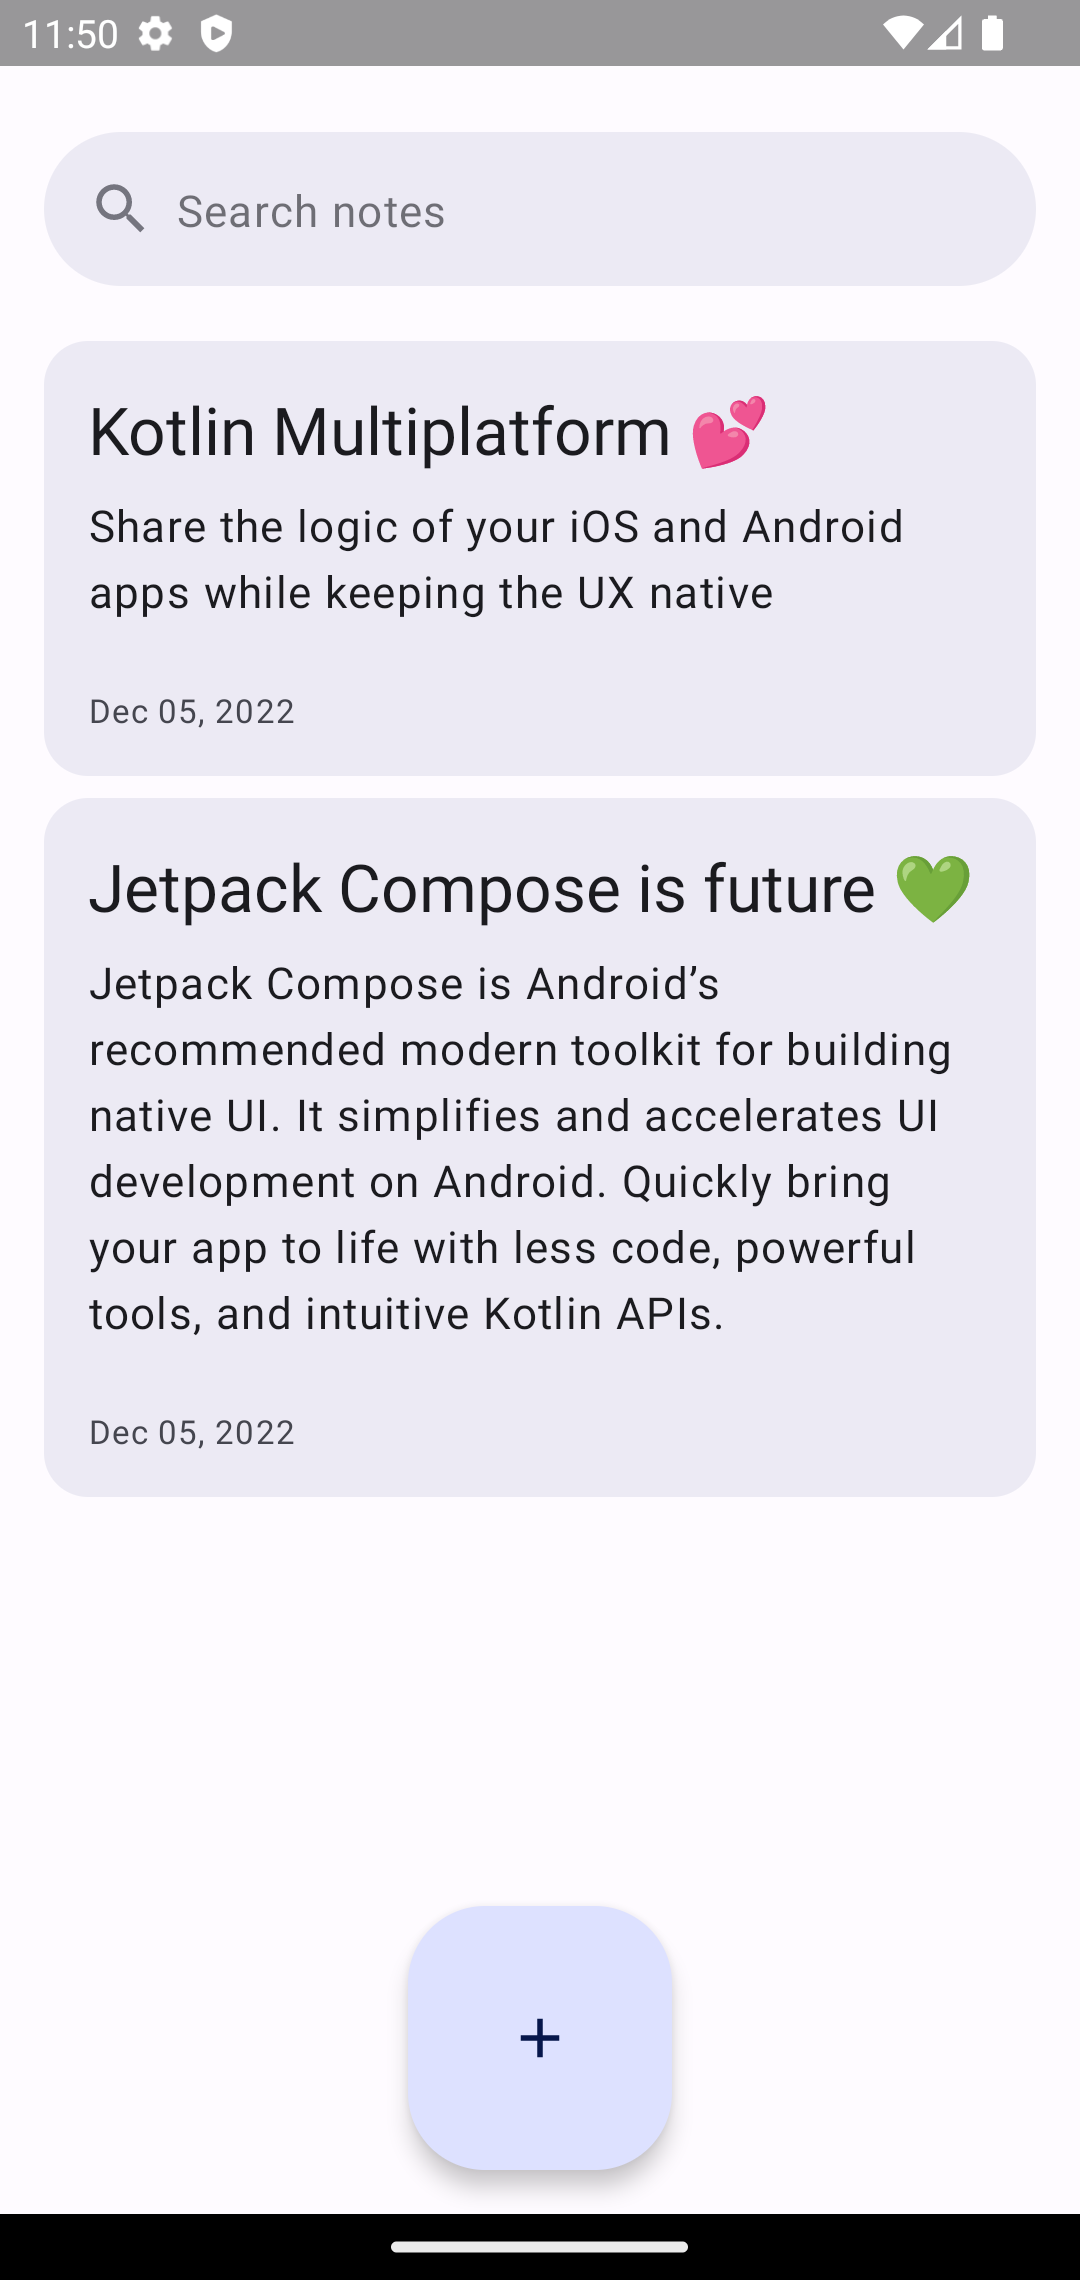 11:50
Search notes
Kotlin Multiplatform 💕
Share the logic of your iOS and Android
apps while keeping the UX native
Dec 05, 2022
Jetpack Compose is future 💚
Jetpack Compose is Android’s
recommended modern toolkit for building
native UI. It simplifies and accelerates UI
development on Android. Quickly bring
your app to life with less code, powerful
tools, and intuitive Kotlin APIs.
Dec 05, 2022